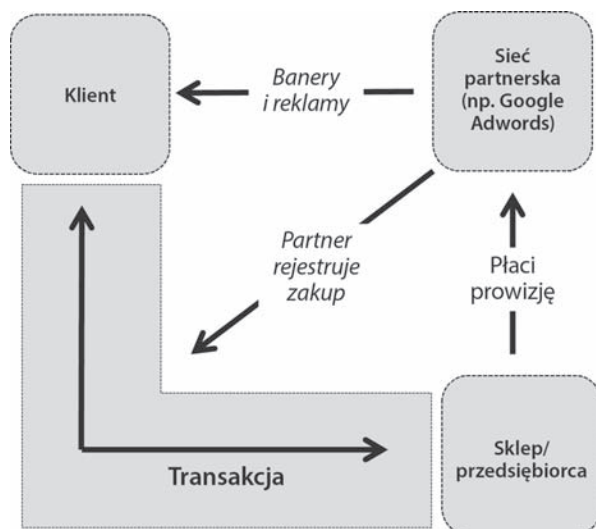 Klient
Banery
i reklamy
Sieć
partnerska
(np. Google
Adwords)
Partner
rejestruje
zakup
Płaci
prowizję
Transakcja
Sklep/
przedsiębiorca